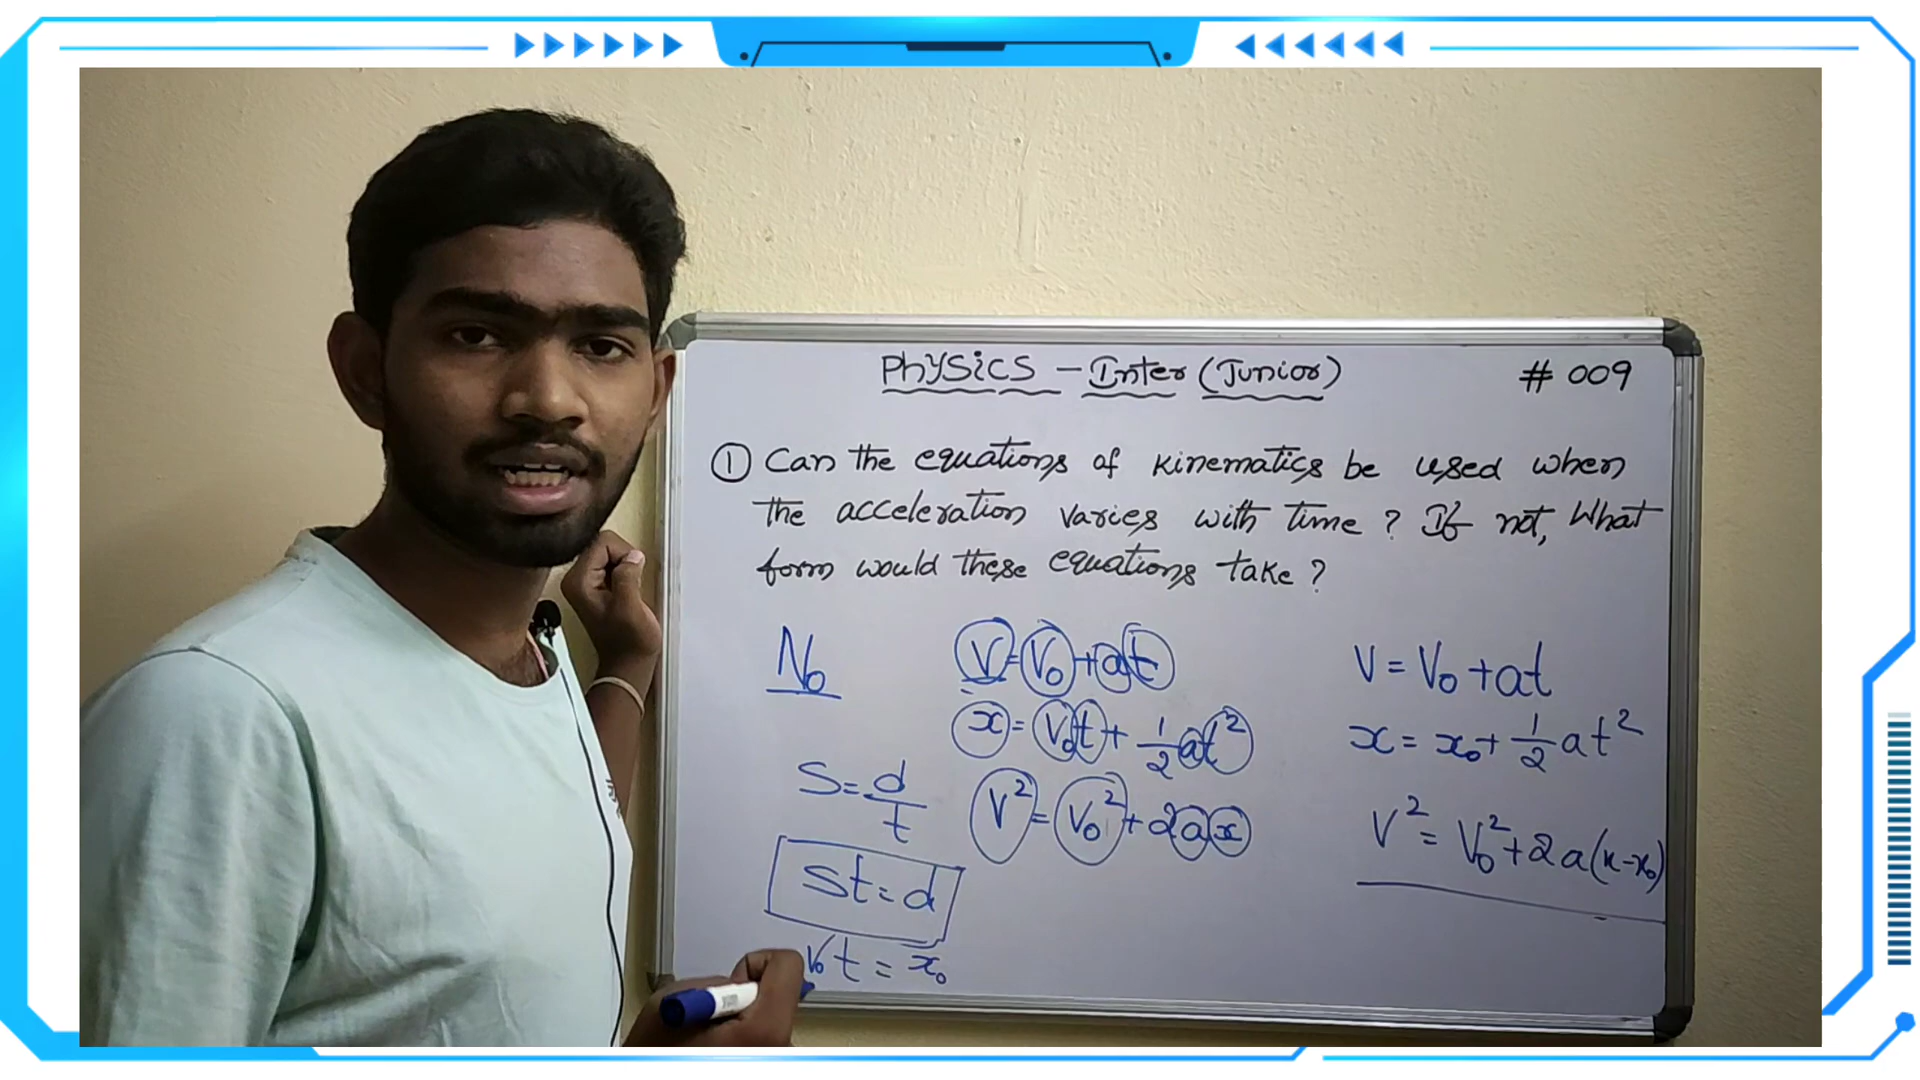 PHYSICS - Inter (Junior) # 009
① Can the equations of kinematics be used when
the acceleration varies with time ? If not, What
form would these equations take ?
No
V = V₀ + at
x = V₀t + 1/2 at²
V² = V₀² + 2ax
S = d/t
st = d
V₀t = x₀
V = V₀ + at
x = x₀ + 1/2 at²
V² = V₀² + 2a(x-x₀)